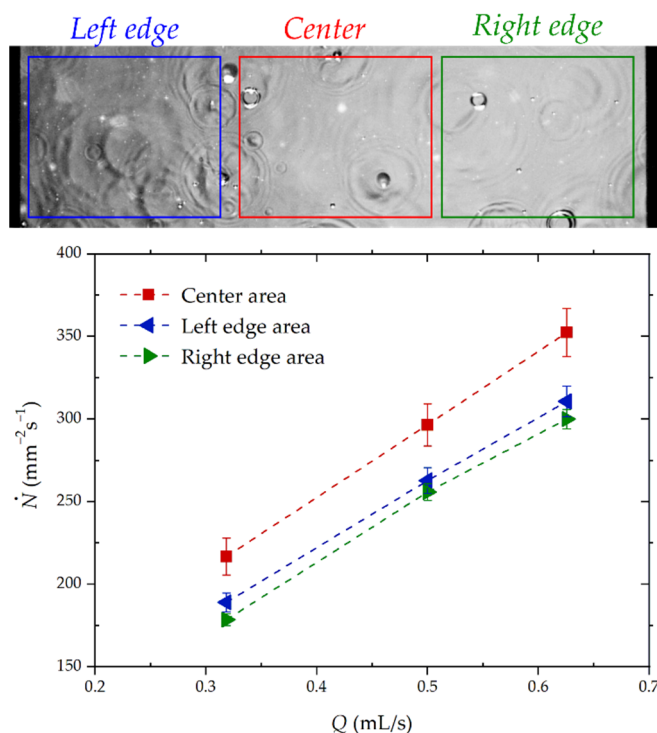 Left edge
Center
Right edge
400
350
300
250
200
150
Center area
Left edge area
Right edge area
Ṅ (mm⁻²s⁻¹)
0.2
0.3
0.4
0.5
0.6
0.7
Q (mL/s)